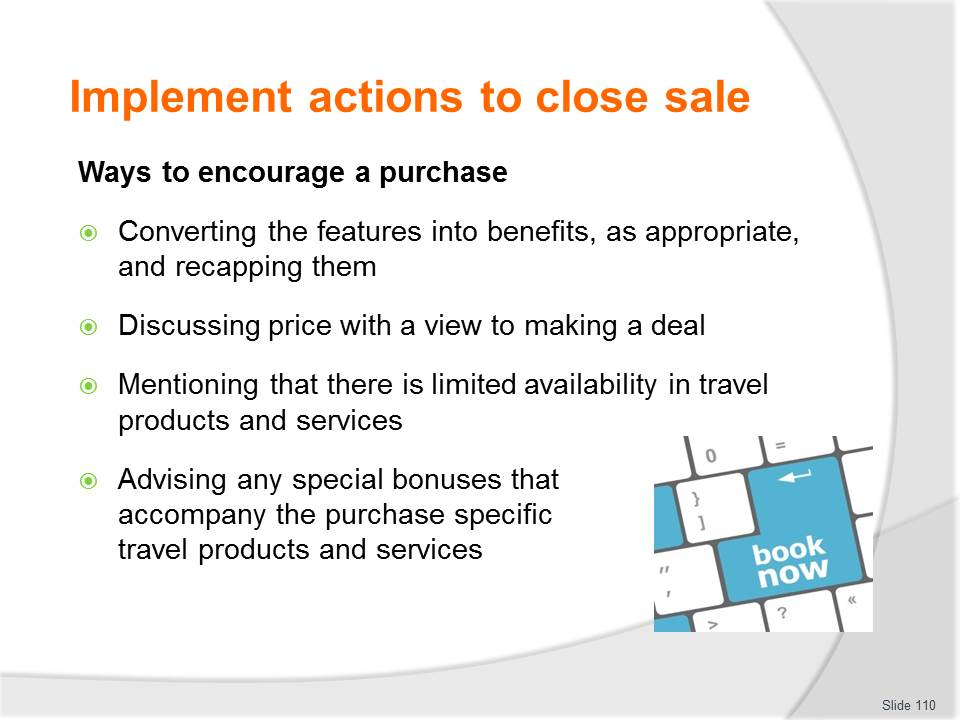 Implement actions to close sale
Ways to encourage a purchase
Converting the features into benefits, as appropriate,
and recapping them
Discussing price with a view to making a deal
Mentioning that there is limited availability in travel
products and services
Advising any special bonuses that
accompany the purchase specific
travel products and services
0
=
}
]
book
now
"
'
>
?
«
Slide 110